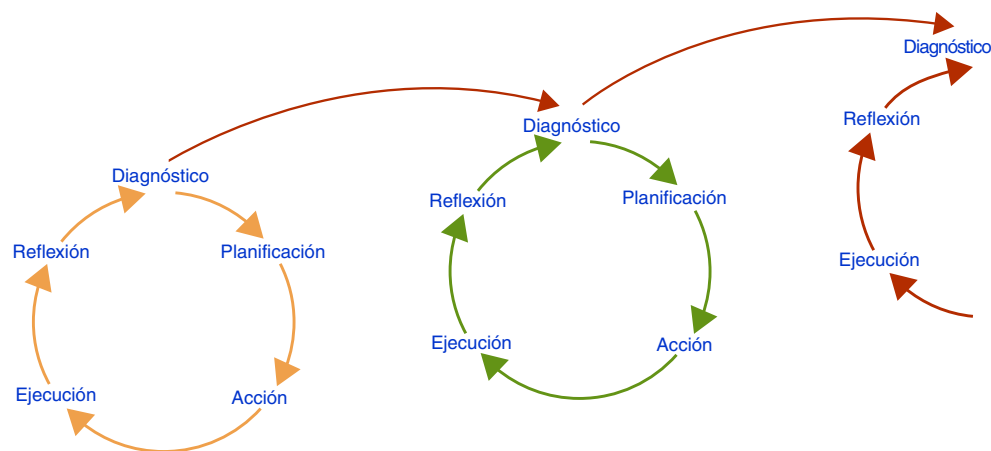 Diagnóstico
Planificación
Acción
Ejecución
Reflexión
Diagnóstico
Planificación
Acción
Ejecución
Reflexión
Diagnóstico
Reflexión
Ejecución